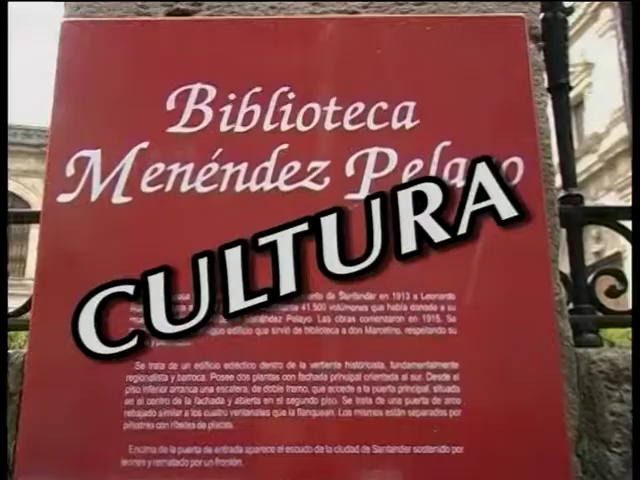 Biblioteca
Menéndez Pelayo
CULTURA
de Santander en 1913 a Leonardo
41.500 volúmenes que había donado a su
Menéndez Pelayo. Las obras comenzaron en 1915. Se
edificio que sirvió de biblioteca a don Marcelino, respetando su
Se trata de un edificio ecléctico dentro de la vertiente historicista, fundamentalmente
regionalista y barroca. Posee dos plantas con fachada principal orientada al sur. Desde el
piso inferior arranca una escalera, de doble tramo, que accede a la puerta principal, situada
en el centro de la fachada y abierta en el segundo piso. Se trata de una puerta de arco
rebajado similar a los cuatro ventanales que la flanquean. Los mismos están separados por
pilastras con ribetes de placas.
Encima de la puerta de entrada aparece el escudo de la ciudad de Santander sostenido por
leones y rematado por un frontón.